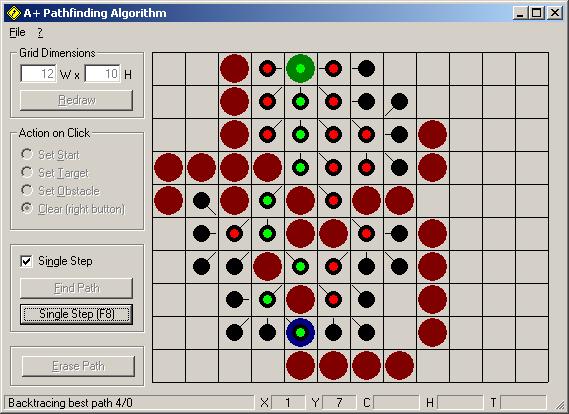 A+ Pathfinding Algorithm
File ?
Grid Dimensions
12 W x 10 H
Redraw
Action on Click
Set Start
Set Target
Set Obstacle
Clear (right button)
Single Step
Find Path
Single Step (F8)
Erase Path
Backtracing best path 4/0 X 1 Y 7 C H T